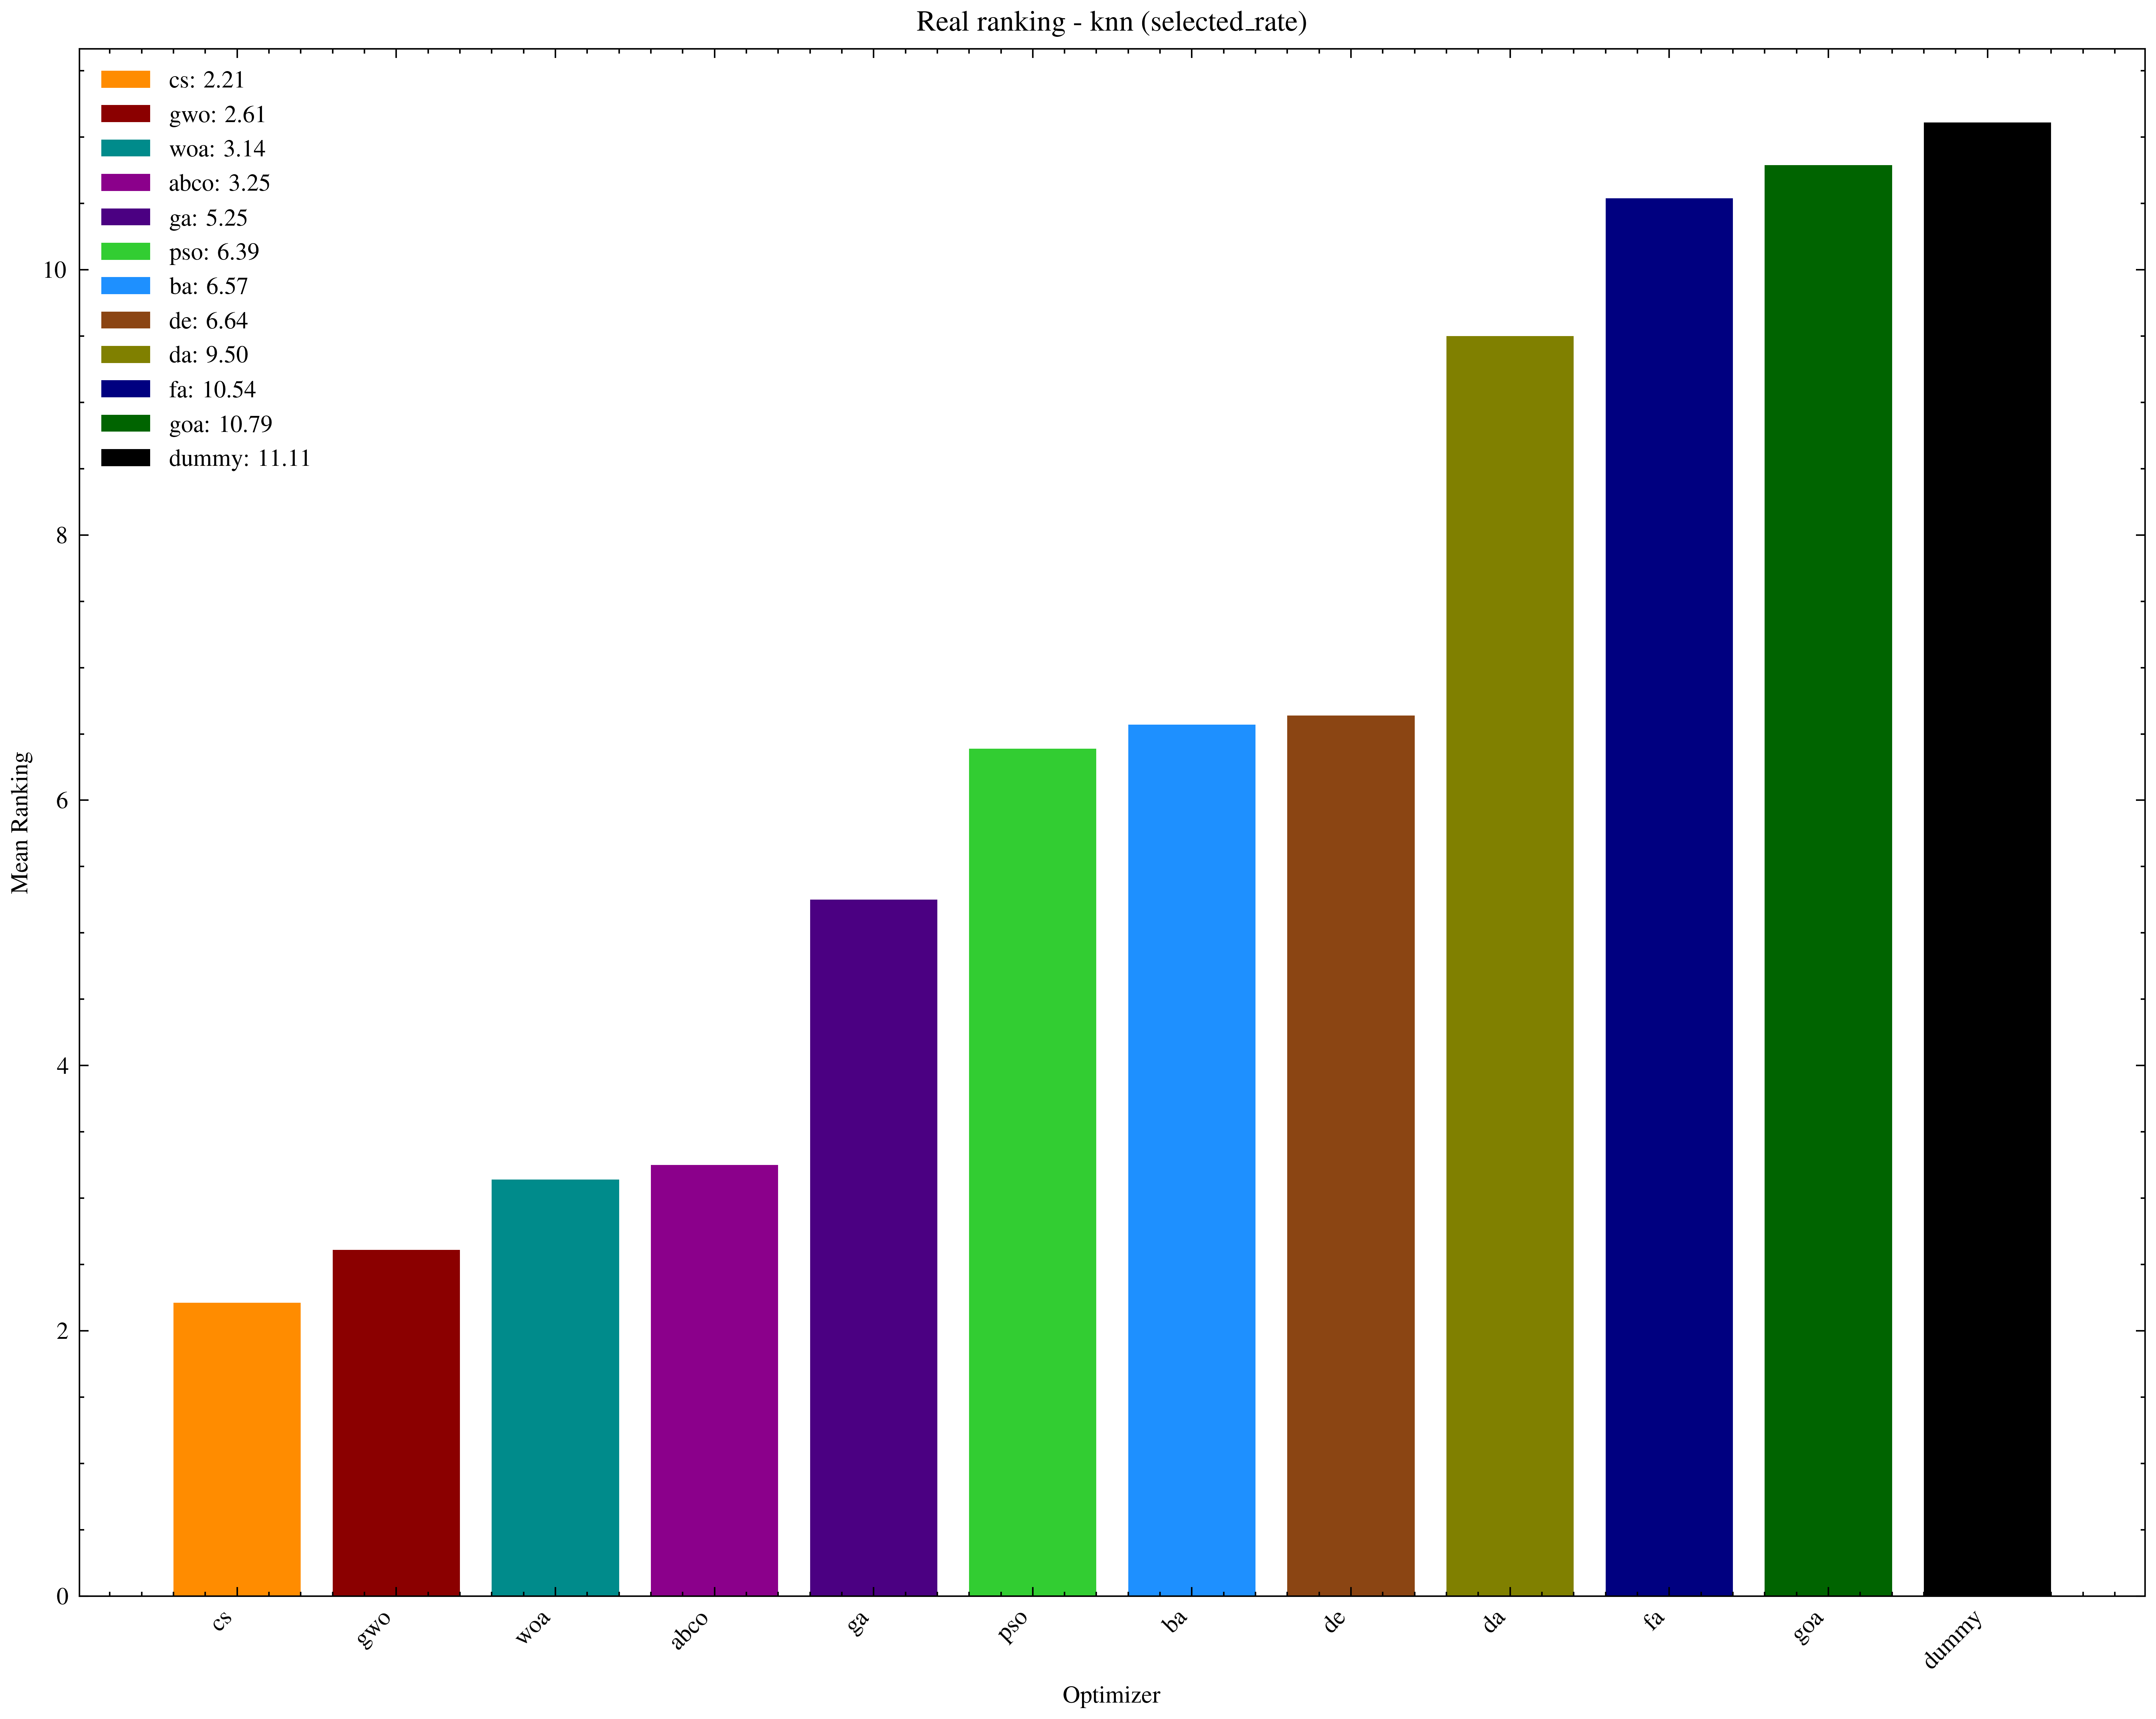 Real ranking - knn (selected_rate)
cs: 2.21
gwo: 2.61
woa: 3.14
abco: 3.25
ga: 5.25
pso: 6.39
ba: 6.57
de: 6.64
da: 9.50
fa: 10.54
goa: 10.79
dummy: 11.11
10
8
6
4
2
0
Mean Ranking
cs
gwo
woa
abco
ga
pso
ba
de
da
fa
goa
dummy
Optimizer